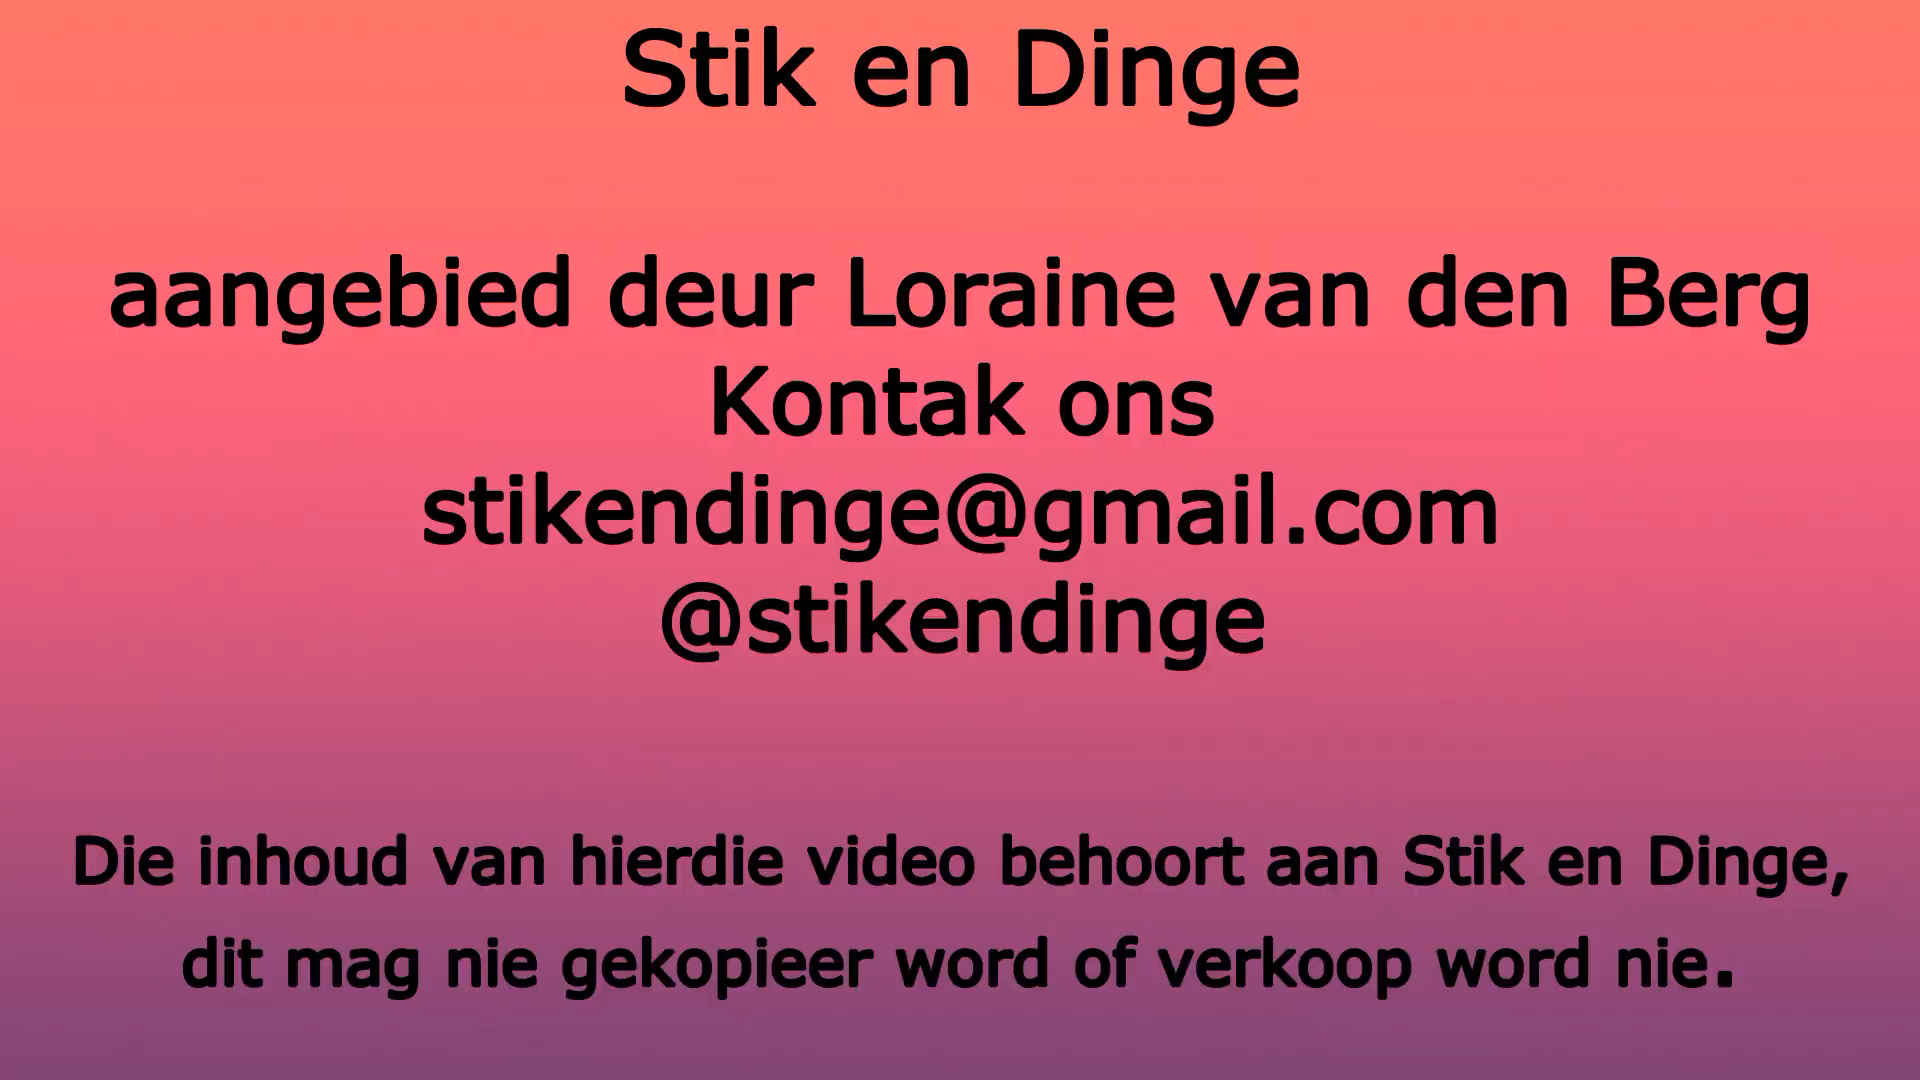 Stik en Dinge
aangebied deur Loraine van den Berg
Kontak ons
stikendinge@gmail.com
@stikendinge
Die inhoud van hierdie video behoort aan Stik en Dinge,
dit mag nie gekopieer word of verkoop word nie.